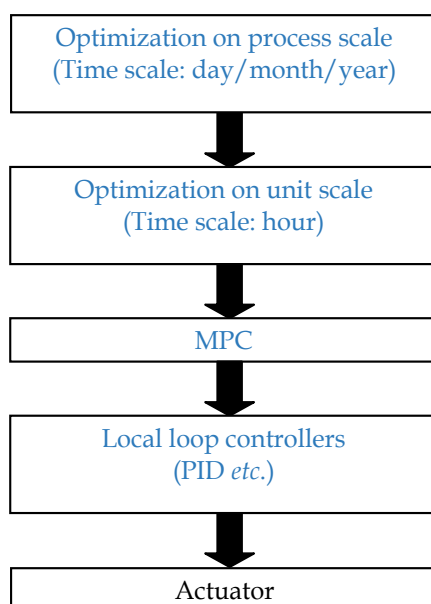 Optimization on process scale
(Time scale: day/month/year)
Optimization on unit scale
(Time scale: hour)
MPC
Local loop controllers
(PID etc.)
Actuator